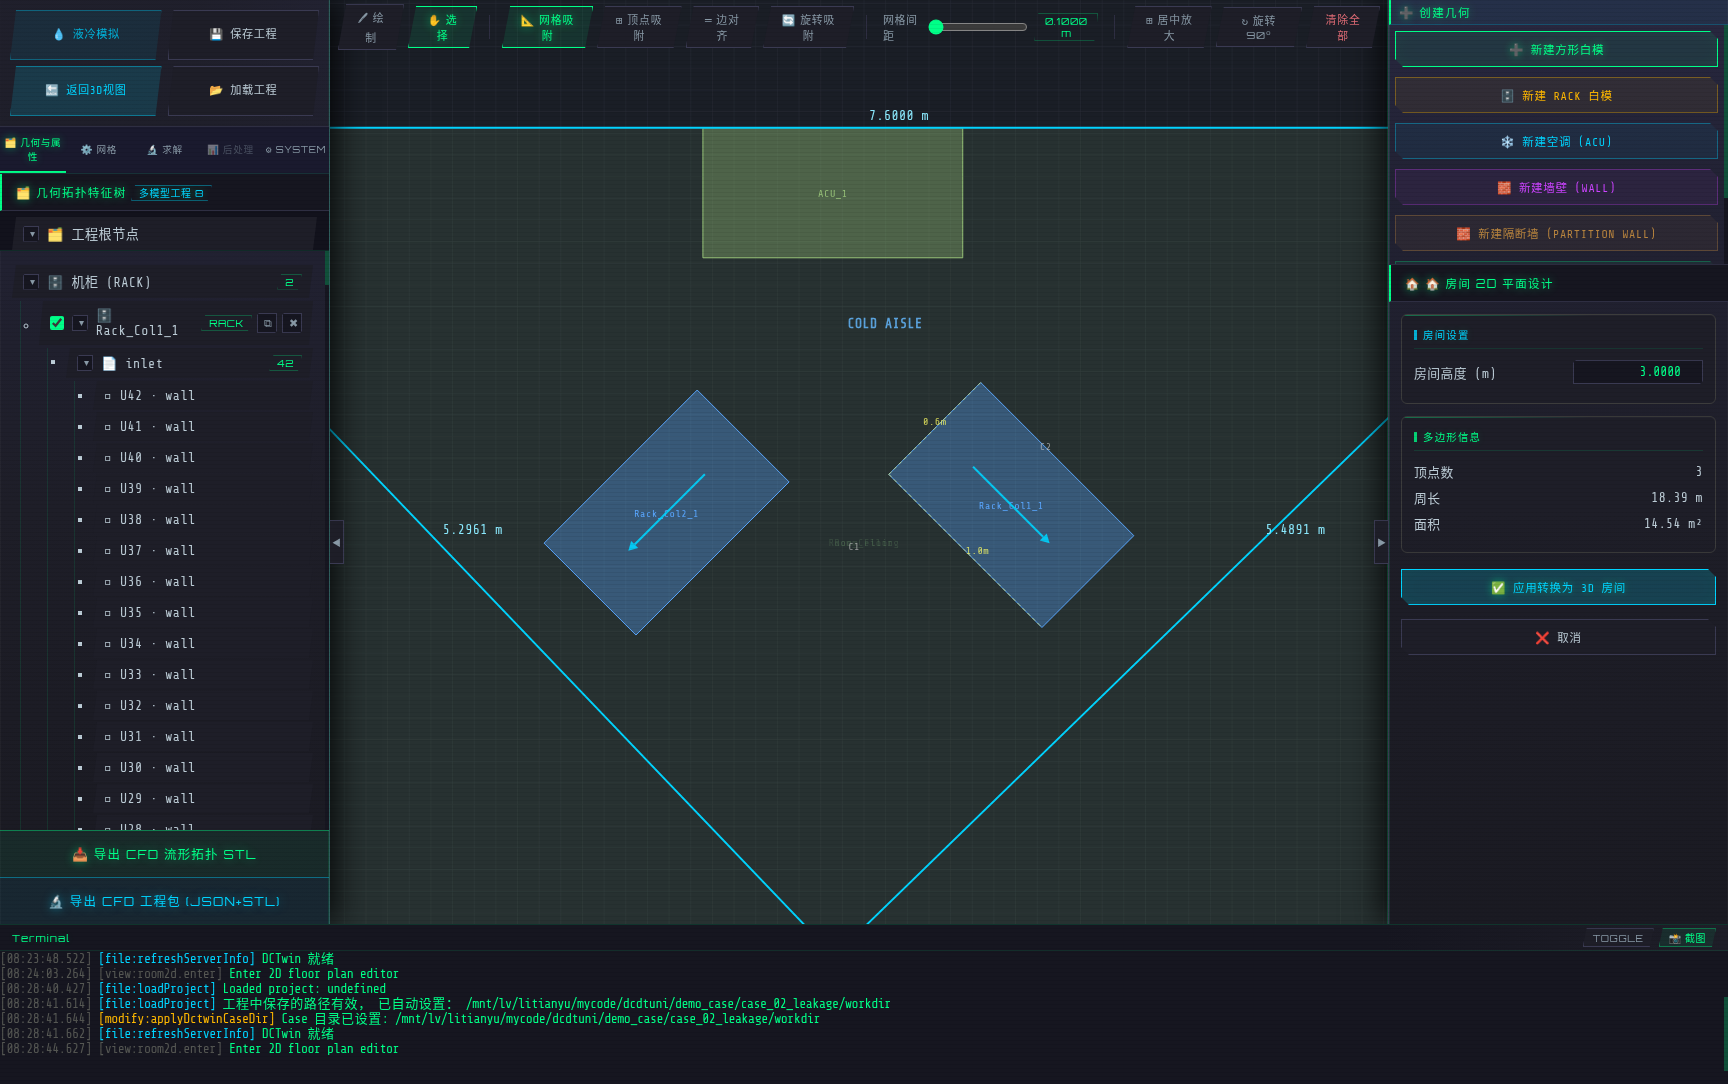 💧 液冷模拟
💾 保存工程
🔙 返回3D视图
📂 加载工程
🗂️ 几何与属性
⚙️ 网格
🔬 求解
📊 后处理
⚙ SYSTEM
🗂️ 几何拓扑特征树 多模型工程 ⊟
▼ 🗂️ 工程根节点
▼ 🗄️ 机柜 (RACK) 2
▼ 🗄️ Rack_Col1_1 RACK
▼ 📄 inlet 42
U42 · wall
U41 · wall
U40 · wall
U39 · wall
U38 · wall
U37 · wall
U36 · wall
U35 · wall
U34 · wall
U33 · wall
U32 · wall
U31 · wall
U30 · wall
U29 · wall
U28 · wall
📥 导出 CFD 流形拓扑 STL
🔬 导出 CFD 工程包 (JSON+STL)
绘制
选择
网格吸附
顶点吸附
边对齐
旋转吸附
网格间距
0.1000 m
居中放大
↻ 旋转 90°
清除全部
7.6000 m
ACU_1
COLD AISLE
0.6m
C2
Rack_Col2_1
Rack_Col1_1
5.2961 m
5.4891 m
C1
1.0m
➕ 创建几何
➕ 新建方形白模
🗄️ 新建 RACK 白模
❄️ 新建空调 (ACU)
🧱 新建墙壁 (WALL)
🧱 新建隔断墙 (PARTITION WALL)
🏠 🏠 房间 2D 平面设计
房间设置
房间高度 (m) 3.0000
多边形信息
顶点数 3
周长 18.39 m
面积 14.54 m²
✅ 应用转换为 3D 房间
❌ 取消
Terminal
TOGGLE
📸 截图
[08:23:48.522] [file:refreshServerInfo] DCTwin 就绪
[08:24:03.264] [view:room2d.enter] Enter 2D floor plan editor
[08:28:40.427] [file:loadProject] Loaded project: undefined
[08:28:41.614] [file:loadProject] 工程中保存的路径有效, 已自动设置: /mnt/lv/litianyu/mycode/dcdtuni/demo_case/case_02_leakage/workdir
[08:28:41.644] [modify:applyDctwinCaseDir] Case 目录已设置: /mnt/lv/litianyu/mycode/dcdtuni/demo_case/case_02_leakage/workdir
[08:28:41.662] [file:refreshServerInfo] DCTwin 就绪
[08:28:44.627] [view:room2d.enter] Enter 2D floor plan editor